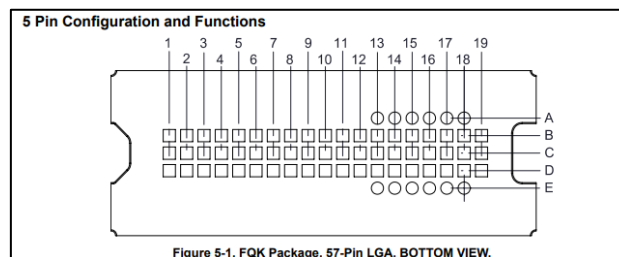 5 Pin Configuration and Functions
1 3 5 7 9 11 13 15 17 19
2 4 6 8 10 12 14 16 18
A
B
C
D
E
Figure 5-1. FQK Package, 57-Pin LGA, BOTTOM VIEW.